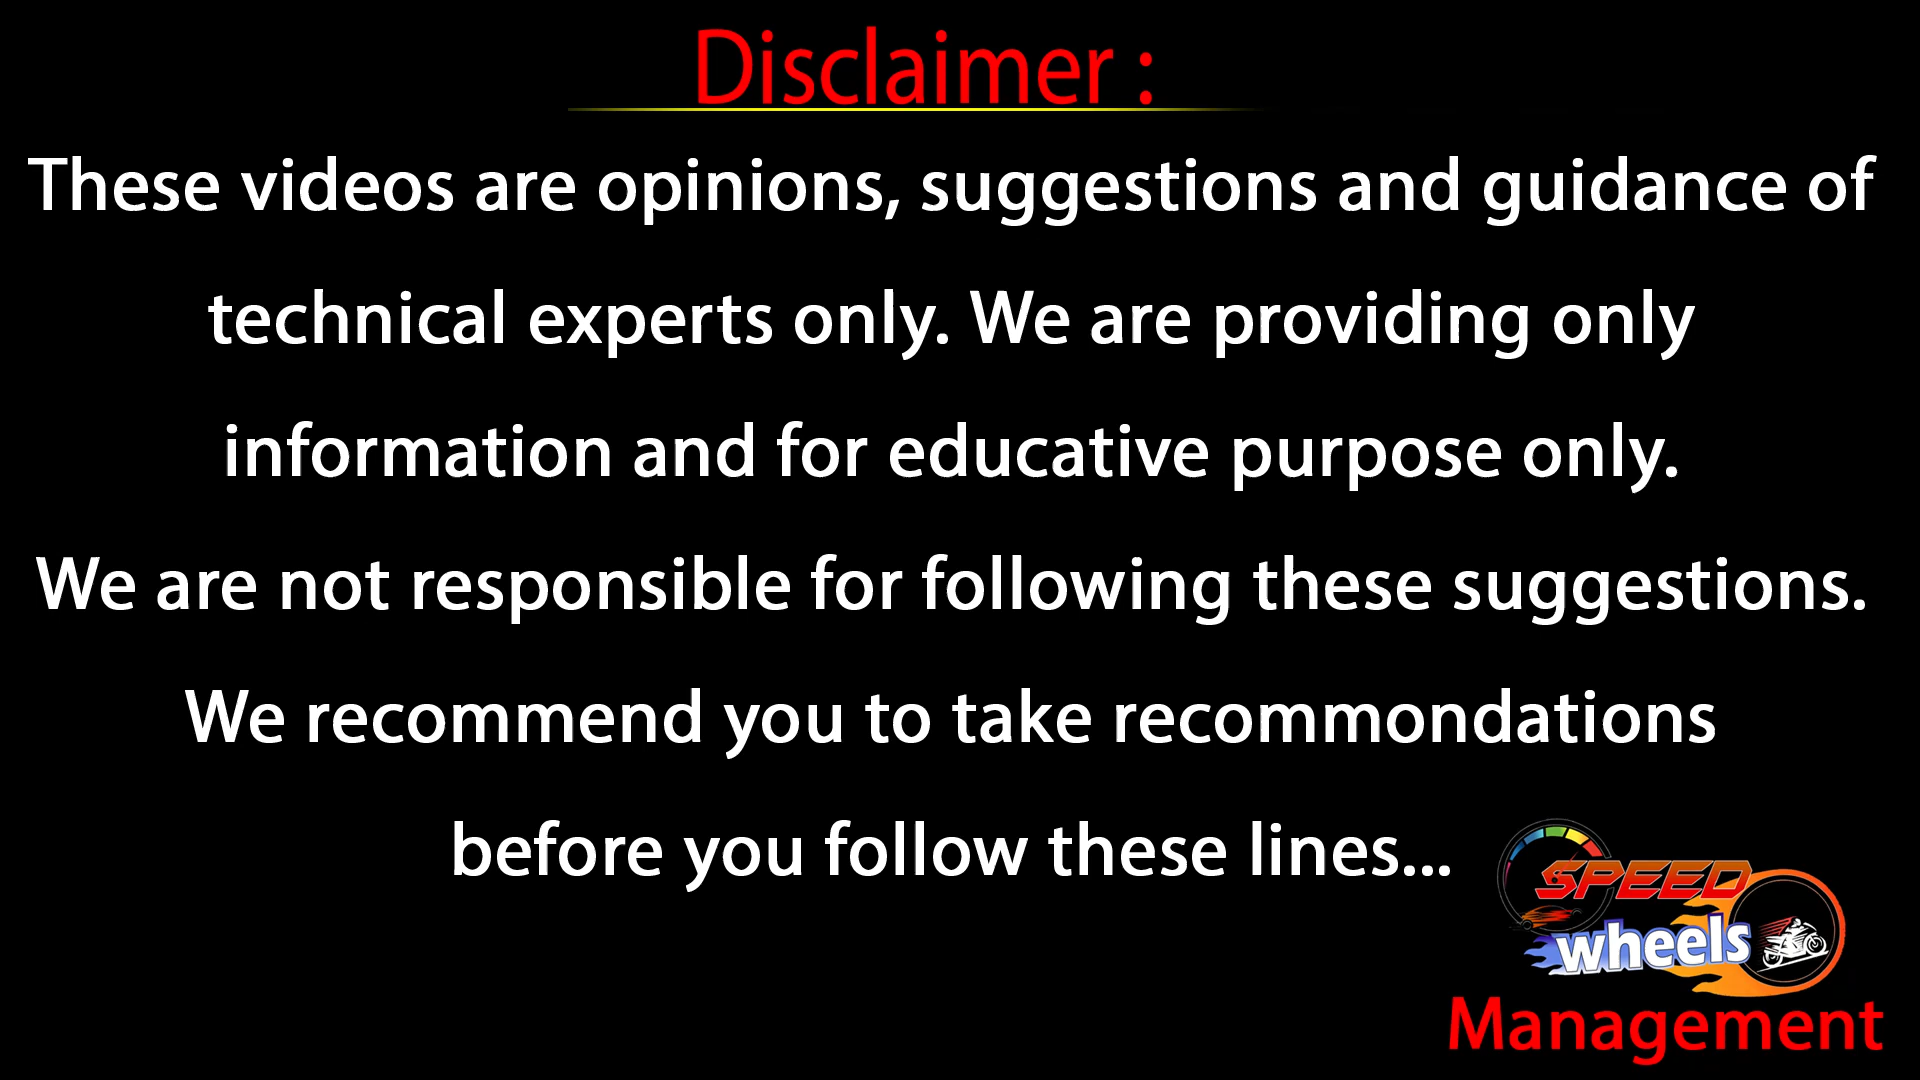 Disclaimer :
These videos are opinions, suggestions and guidance of
technical experts only. We are providing only
information and for educative purpose only.
We are not responsible for following these suggestions.
We recommend you to take recommondations
before you follow these lines...
SPEED
wheels
Management